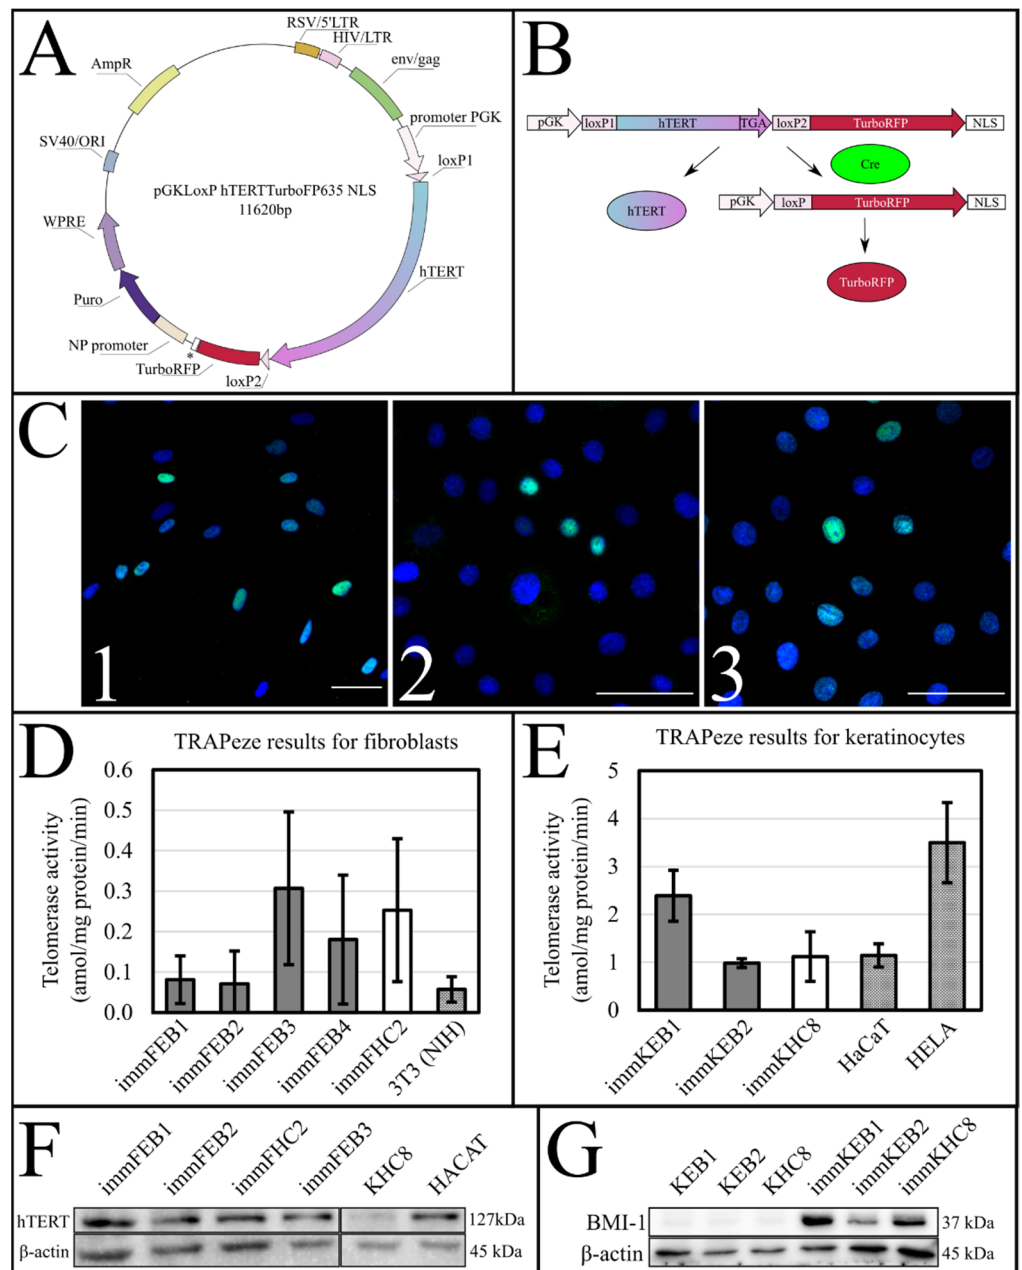 A
RSV/5'LTR
HIV/LTR
env/gag
promoter PGK
loxP1
hTERT
loxP2
TurboRFP
*
NP promoter
Puro
WPRE
SV40/ORI
AmpR
pGKLoxP hTERTTurboFP635 NLS
11620bp
B
pGK loxP1 hTERT TGA loxP2 TurboRFP NLS
Cre
hTERT
pGK loxP TurboRFP NLS
TurboRFP
C
1
2
3
D
TRAPeze results for fibroblasts
Telomerase activity
(amol/mg protein/min)
0.6
0.5
0.4
0.3
0.2
0.1
0.0
immFEB1
immFEB2
immFEB3
immFEB4
immFHC2
3T3 (NIH)
E
TRAPeze results for keratinocytes
Telomerase activity
(amol/mg protein/min)
5
4
3
2
1
0
immKEB1
immKEB2
immKHC8
HaCaT
HELA
F
immFEB1
immFEB2
immFHC2
immFEB3
KHC8
HACAT
hTERT 127kDa
β-actin 45 kDa
G
KEB1
KEB2
KHC8
immKEB1
immKEB2
immKHC8
BMI-1 37 kDa
β-actin 45 kDa